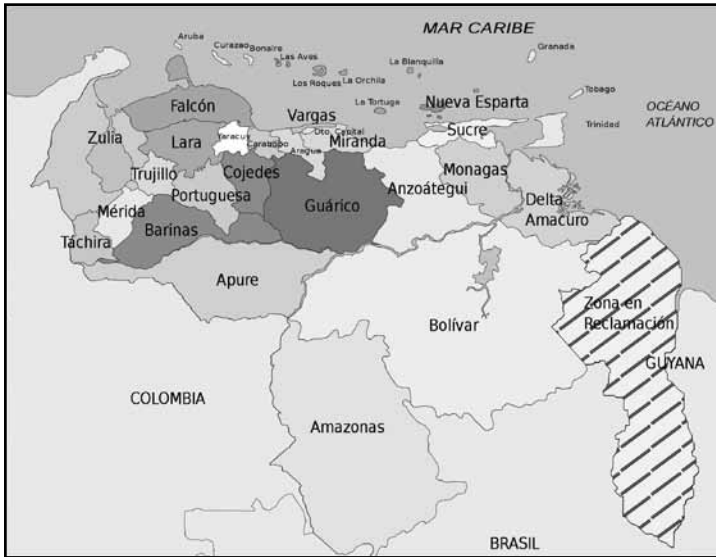 MAR CARIBE
Aruba
Curazao
Bonaire
Las Aves
Los Roques
La Orchila
La Blanquilla
Granada
La Tortuga
Nueva Esparta
Tobago
OCÉANO
ATLÁNTICO
Trinidad
Falcón
Vargas
Dto. Capital
Sucre
Zulia
Lara
Yaracuy
Carabobo
Aragua
Miranda
Trujillo
Cojedes
Portuguesa
Guárico
Anzoátegui
Monagas
Delta
Amacuro
Mérida
Táchira
Barinas
Apure
Bolívar
Zona en
Reclamación
GUYANA
COLOMBIA
Amazonas
BRASIL